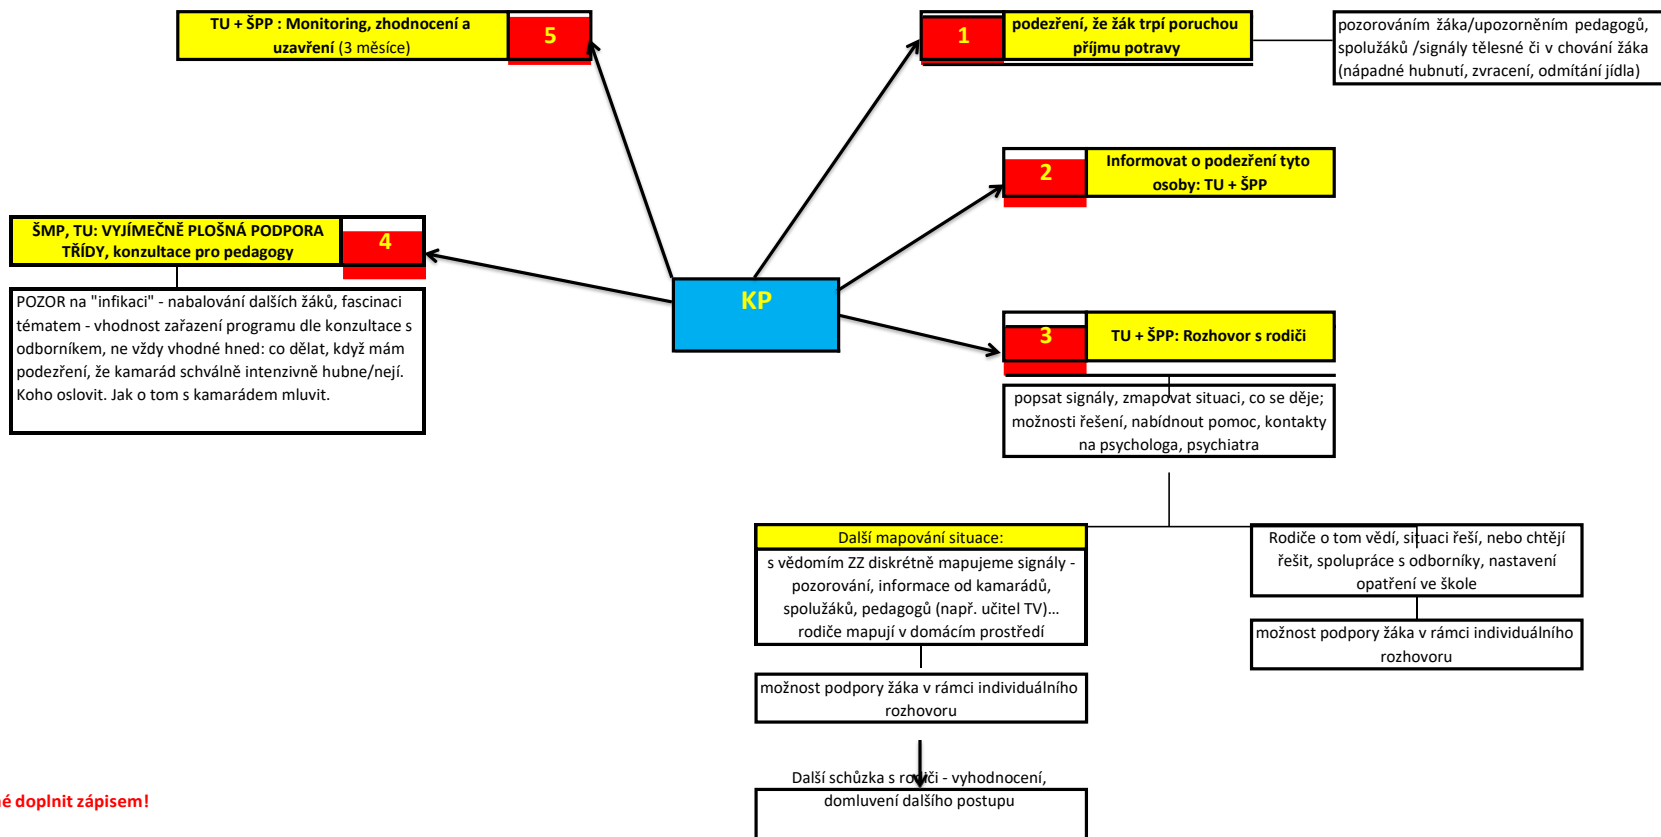 TU + ŠPP : Monitoring, zhodnocení a
uzavření (3 měsíce)
5
1
podezření, že žák trpí poruchou
příjmu potravy
pozorováním žáka/upozorněním pedagogů,
spolužáků /signály tělesné či v chování žáka
(nápadné hubnutí, zvracení, odmítání jídla)
2
Informovat o podezření tyto
osoby: TU + ŠPP
ŠMP, TU: VYJÍMEČNĚ PLOŠNÁ PODPORA
TŘÍDY, konzultace pro pedagogy
4
POZOR na "infikaci" - nabalování dalších žáků, fascinaci
tématem - vhodnost zařazení programu dle konzultace s
odborníkem, ne vždy vhodné hned: co dělat, když mám
podezření, že kamarád schválně intenzivně hubne/nejí.
Koho oslovit. Jak o tom s kamarádem mluvit.
KP
3
TU + ŠPP: Rozhovor s rodiči
popsat signály, zmapovat situaci, co se děje;
možnosti řešení, nabídnout pomoc, kontakty
na psychologa, psychiatra
Další mapování situace:
s vědomím ZZ diskrétně mapujeme signály -
pozorování, informace od kamarádů,
spolužáků, pedagogů (např. učitel TV)...
rodiče mapují v domácím prostředí
možnost podpory žáka v rámci individuálního
rozhovoru
Další schůzka s rodiči - vyhodnocení,
domluvení dalšího postupu
Rodiče o tom vědí, situaci řeší, nebo chtějí
řešit, spolupráce s odborníky, nastavení
opatření ve škole
možnost podpory žáka v rámci individuálního
rozhovoru
é doplnit zápisem!